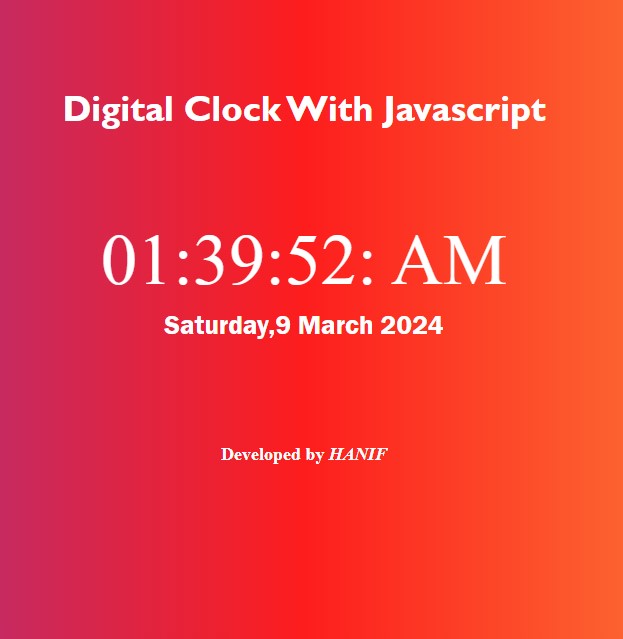 Digital Clock With Javascript
01:39:52: AM
Saturday,9 March 2024
Developed by HANIF